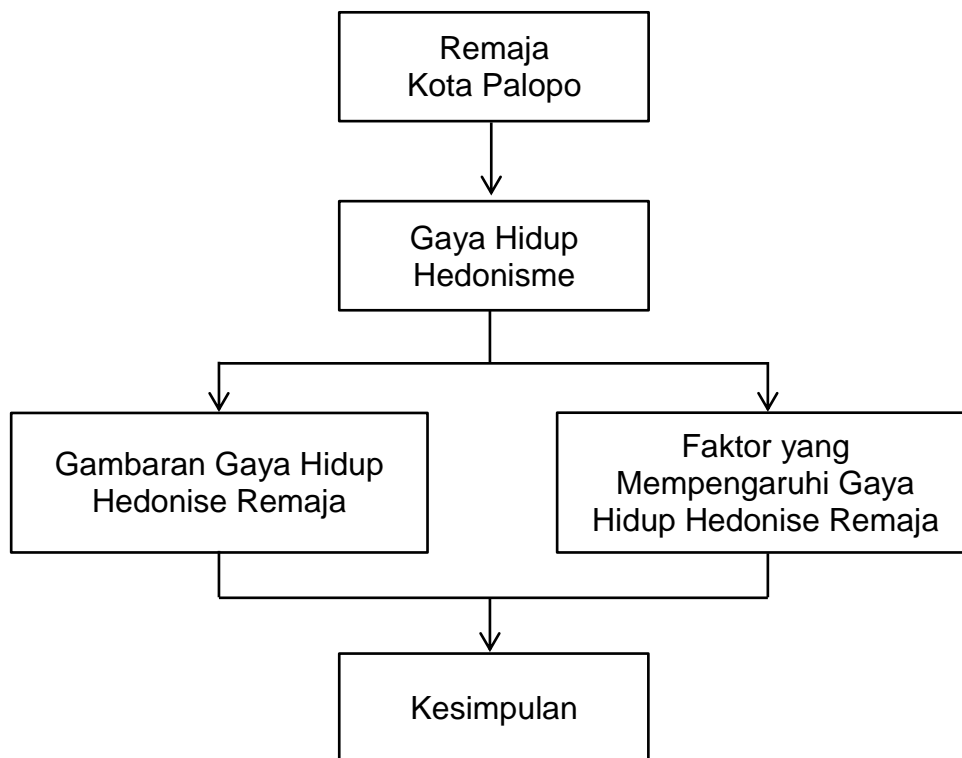 Remaja
Kota Palopo
Gaya Hidup
Hedonisme
Gambaran Gaya Hidup
Hedonise Remaja
Faktor yang
Mempengaruhi Gaya
Hidup Hedonise Remaja
Kesimpulan